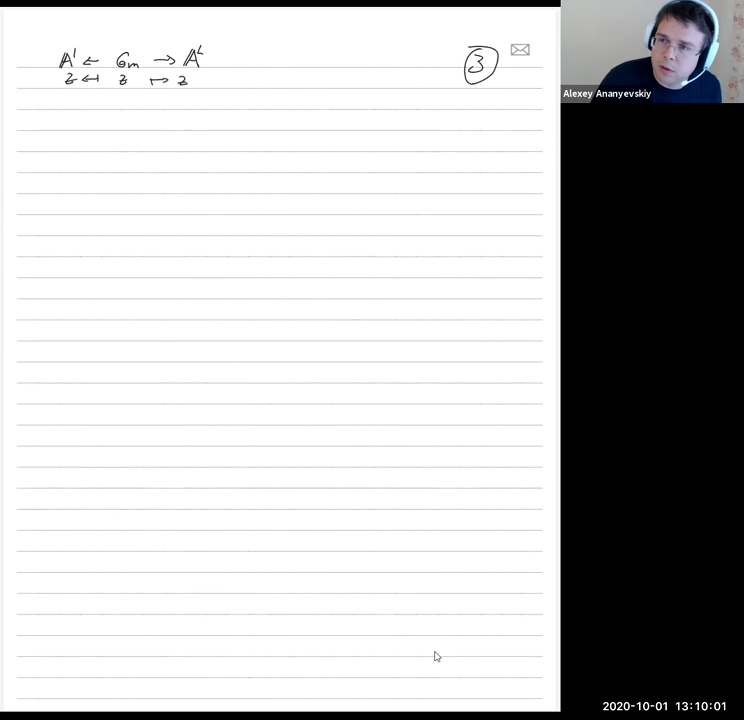 𝔸¹ ← Gₘ → 𝔸¹
z ↤ z ↦ z
3
Alexey Ananyevskiy
2020-10-01 13:10:01